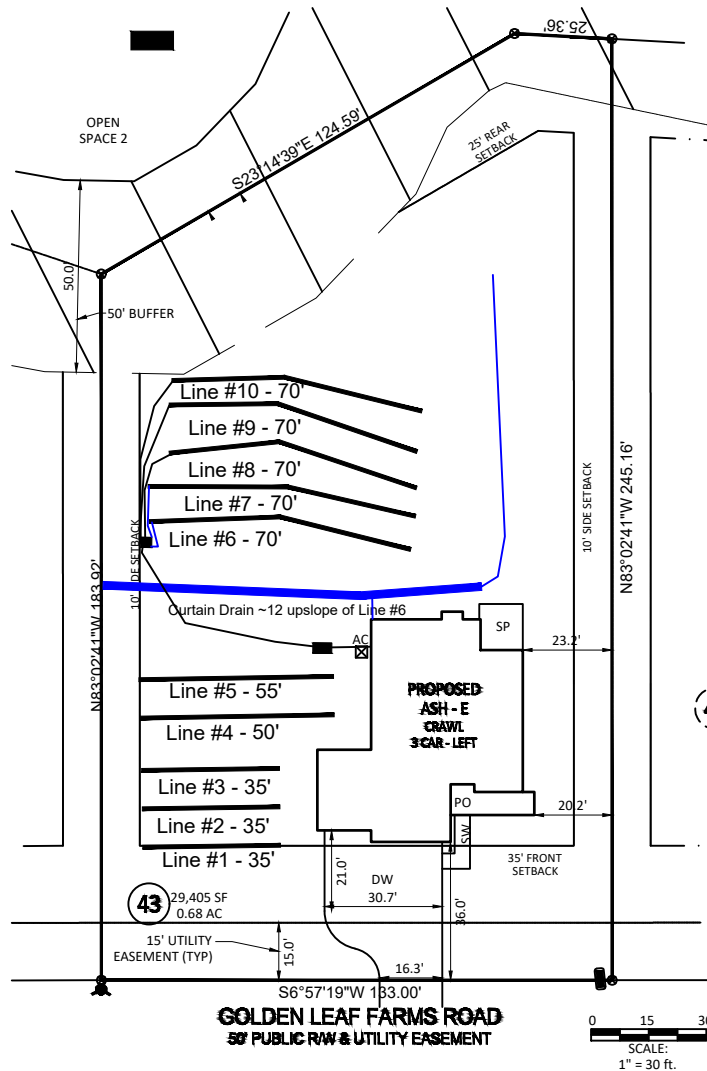 25.36'
OPEN
SPACE 2
S23°14'39"E 124.59'
25' REAR
SETBACK
50.0'
50' BUFFER
Line #10 - 70'
Line #9 - 70'
Line #8 - 70'
Line #7 - 70'
Line #6 - 70'
10' SIDE SETBACK
N83°02'41"W 245.16'
N83°02'41"W 183.92'
10' SIDE SETBACK
Curtain Drain ~12 upslope of Line #6
SP
AC
23.2'
Line #5 - 55'
Line #4 - 50'
PROPOSED
ASH - E
CRAWL
3 CAR - LEFT
Line #3 - 35'
Line #2 - 35'
Line #1 - 35'
PO
20.2'
SW
35' FRONT
SETBACK
21.0'
DW
30.7'
36.0'
43
29,405 SF
0.68 AC
15' UTILITY
EASEMENT (TYP)
15.0'
16.3'
S6°57'19"W 133.00'
GOLDEN LEAF FARMS ROAD
50' PUBLIC R/W & UTILITY EASEMENT
0 15 30
SCALE:
1" = 30 ft.